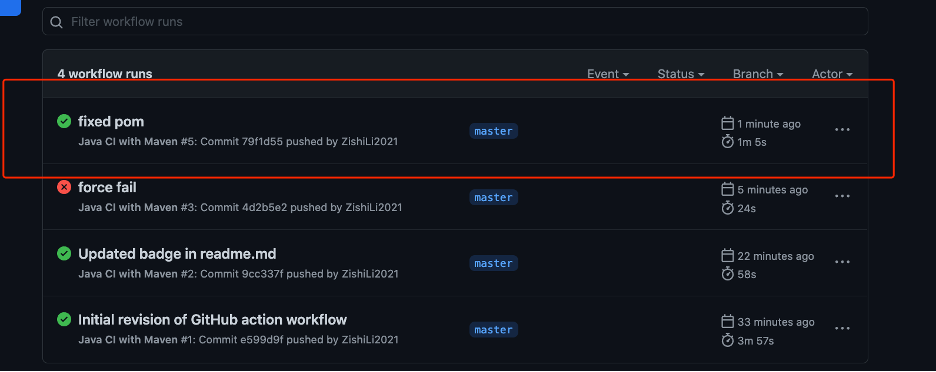 Filter workflow runs
4 workflow runs Event Status Branch Actor
fixed pom
Java CI with Maven #5: Commit 79f1d55 pushed by ZishiLi2021
master
1 minute ago
1m 5s
force fail
Java CI with Maven #3: Commit 4d2b5e2 pushed by ZishiLi2021
master
5 minutes ago
24s
Updated badge in readme.md
Java CI with Maven #2: Commit 9cc337f pushed by ZishiLi2021
master
22 minutes ago
58s
Initial revision of GitHub action workflow
Java CI with Maven #1: Commit e599d9f pushed by ZishiLi2021
master
33 minutes ago
3m 57s